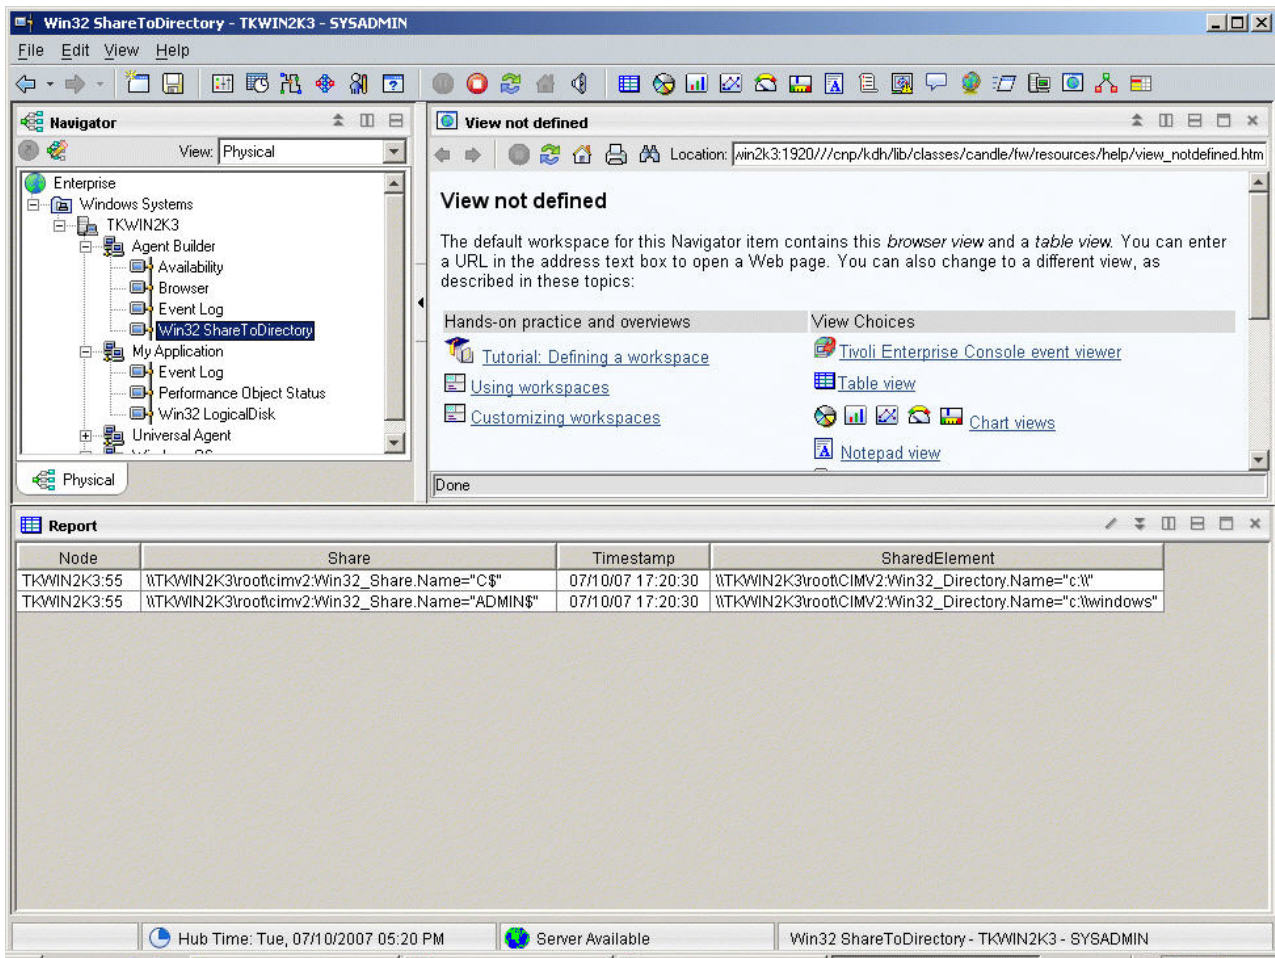 Win32 ShareToDirectory - TKWIN2K3 - SYSADMIN
File Edit View Help
Navigator
View: Physical
Enterprise
Windows Systems
TKWIN2K3
Agent Builder
Availability
Browser
Event Log
Win32 ShareToDirectory
My Application
Event Log
Performance Object Status
Win32 LogicalDisk
Universal Agent
Physical
View not defined
Location: win2k3:1920///cnp/kdh/lib/classes/candle/fw/resources/help/view_notdefined.htm
View not defined
The default workspace for this Navigator item contains this browser view and a table view. You can enter
a URL in the address text box to open a Web page. You can also change to a different view, as
described in these topics:
Hands-on practice and overviews
View Choices
Tutorial: Defining a workspace
Using workspaces
Customizing workspaces
Tivoli Enterprise Console event viewer
Table view
Chart views
Notepad view
Done
Report
Node Share Timestamp SharedElement
TKWIN2K3:55 \\TKWIN2K3\root\cimv2:Win32_Share.Name="C$" 07/10/07 17:20:30 \\TKWIN2K3\root\CIMV2:Win32_Directory.Name="c:\\"
TKWIN2K3:55 \\TKWIN2K3\root\cimv2:Win32_Share.Name="ADMIN$" 07/10/07 17:20:30 \\TKWIN2K3\root\CIMV2:Win32_Directory.Name="c:\\windows"
Hub Time: Tue, 07/10/2007 05:20 PM
Server Available
Win32 ShareToDirectory - TKWIN2K3 - SYSADMIN